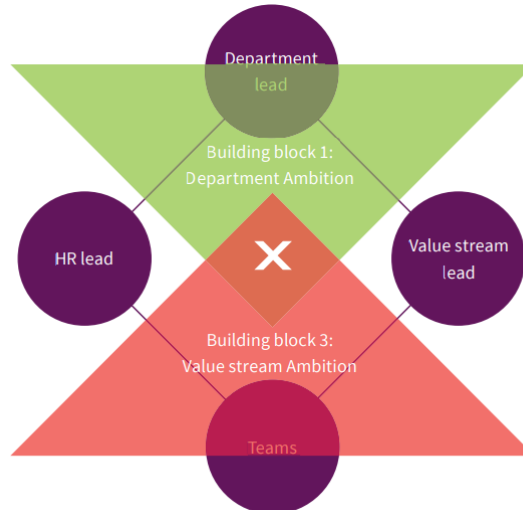 Department
lead
Building block 1:
Department Ambition
HR lead
X
Value stream
lead
Building block 3:
Value stream Ambition
Teams